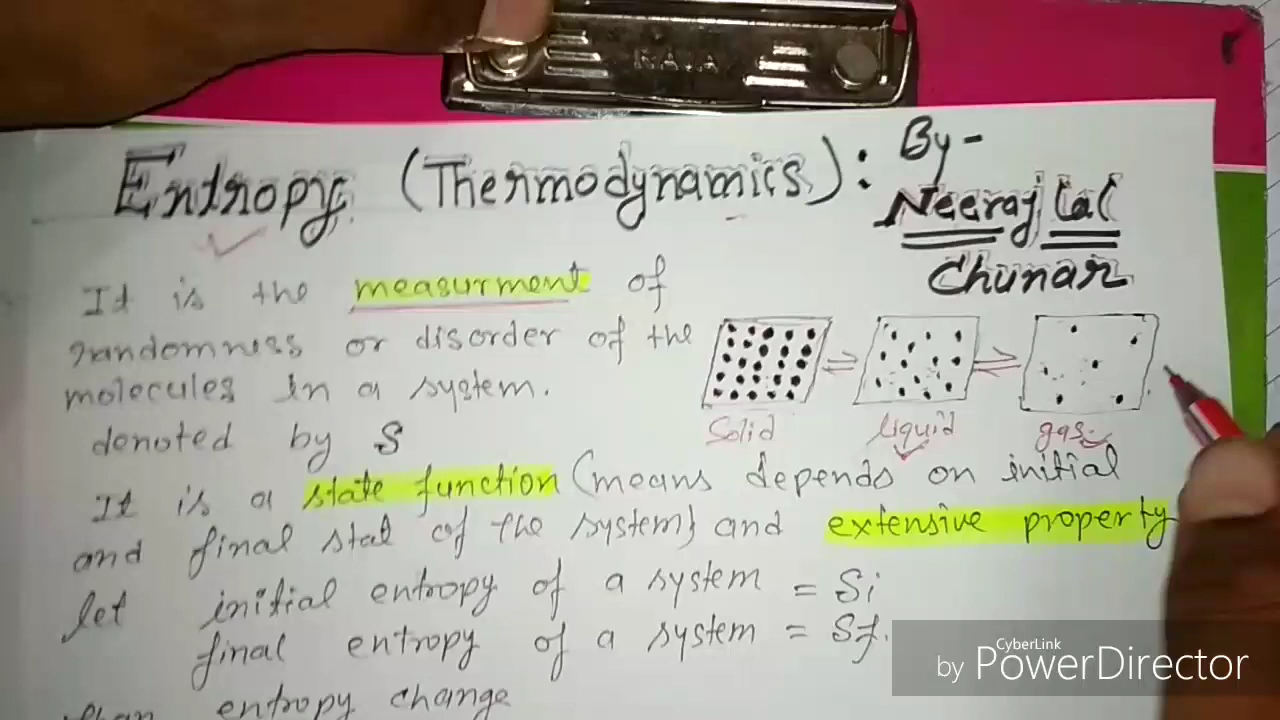 RAJA
Entropy (Thermodynamics) : By -
Neeraj Lal
Chunar
It is the measurment of
randomness or disorder of the
molecules in a system.
Solid liquid gas
denoted by S
It is a state function (means depends on initial
and final stat of the system) and extensive property
let initial entropy of a system = Si
final entropy of a system = Sf.
than entropy change
CyberLink
by PowerDirector